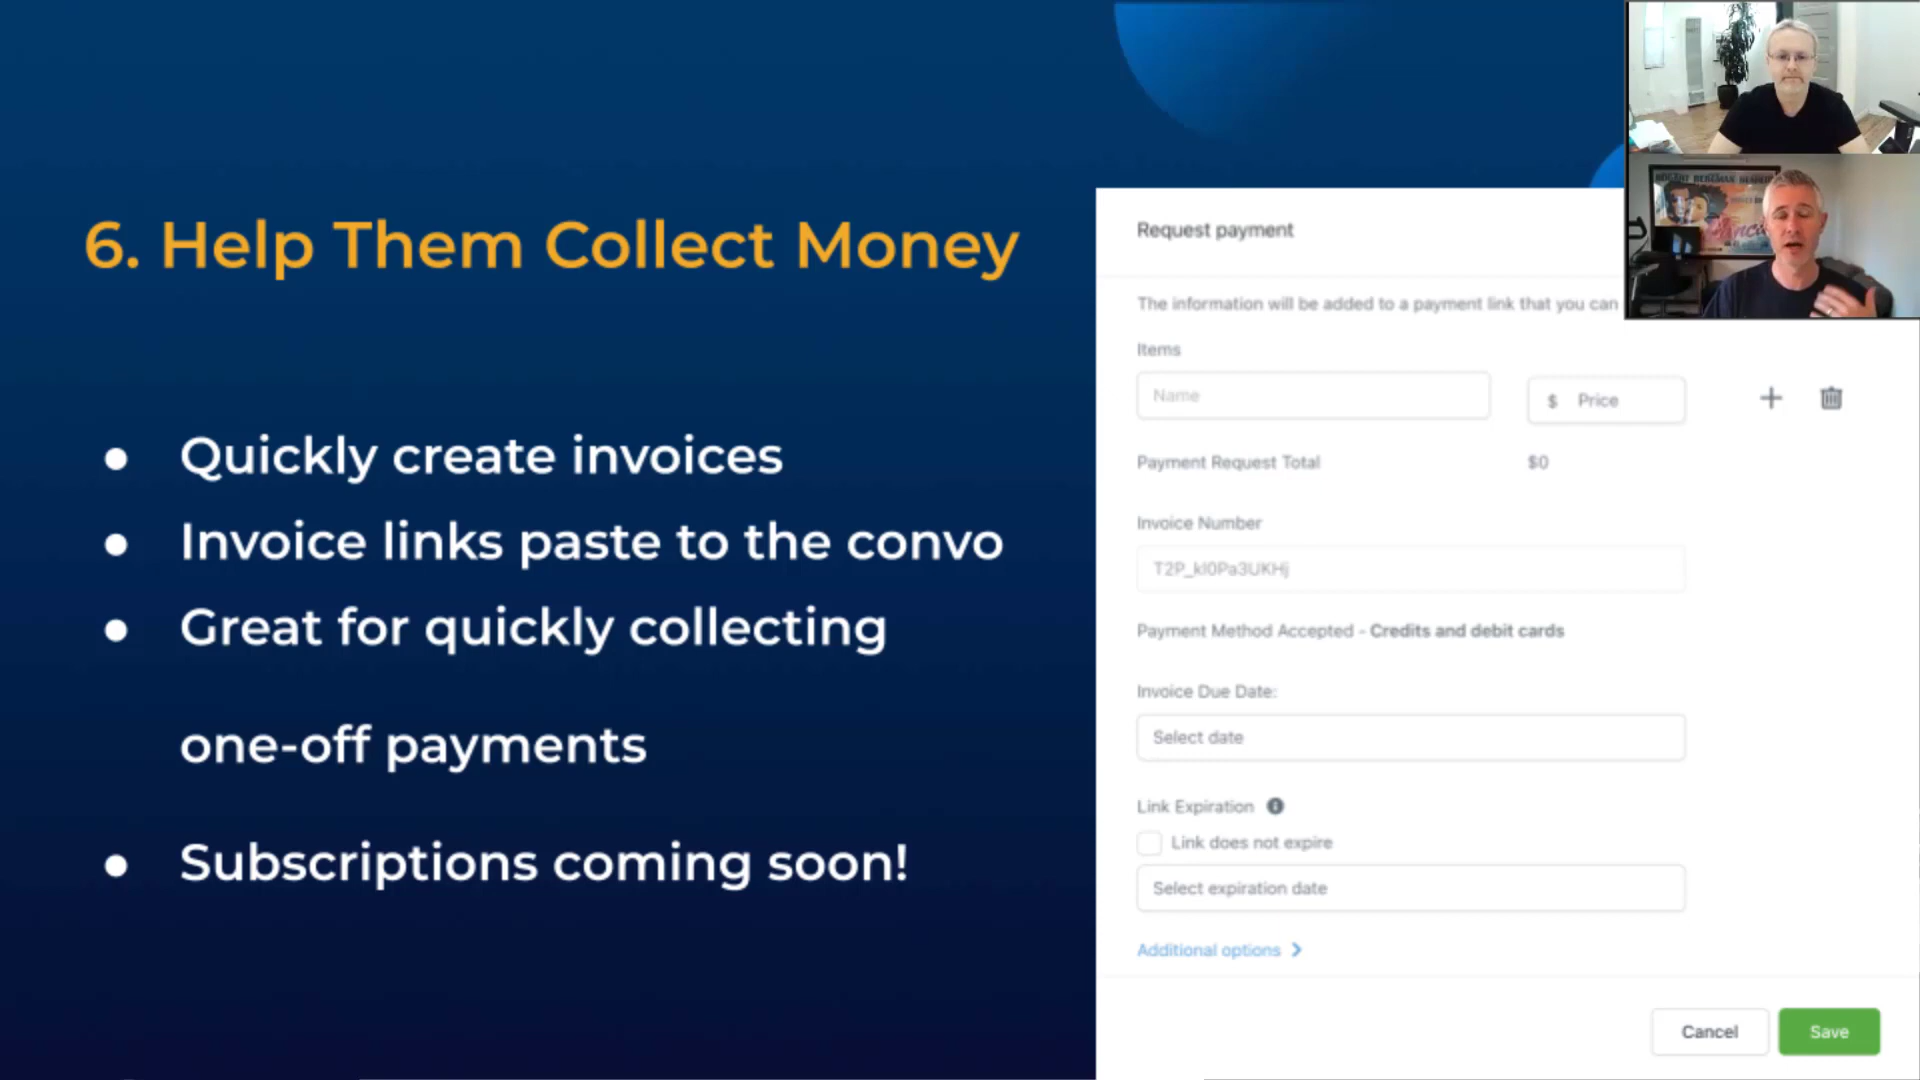 6. Help Them Collect Money
● Quickly create invoices
● Invoice links paste to the convo
● Great for quickly collecting
one-off payments
● Subscriptions coming soon!
Request payment
The information will be added to a payment link that you can
Items
Name
$ Price
Payment Request Total
$0
Invoice Number
T2P_kl0Pa3UKHj
Payment Method Accepted - Credits and debit cards
Invoice Due Date:
Select date
Link Expiration
Link does not expire
Select expiration date
Additional options
Cancel
Save